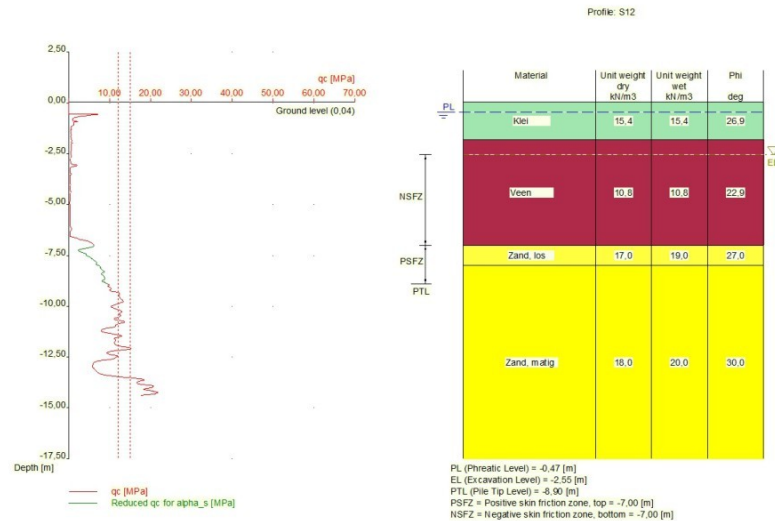 Profile: S12
2,50
qc [MPa]
10,00 20,00 30,00 40,00 50,00 60,00 70,00
0,00
Ground level (0,04)
-2,50
-5,00
-7,50
-10,00
-12,50
-15,00
-17,50
Depth [m]
qc [MPa]
Reduced qc for alpha_s [MPa]
Material Unit weight dry kN/m3 Unit weight wet kN/m3 Phi deg
PL
Klei 15,4 15,4 26,9
NSFZ
Veen 10,8 10,8 22,9
PSFZ
Zand, los 17,0 19,0 27,0
PTL
Zand, matig 18,0 20,0 30,0
PL (Phreatic Level) = -0,47 [m]
EL (Excavation Level) = -2,55 [m]
PTL (Pile Tip Level) = -8,90 [m]
PSFZ = Positive skin friction zone, top = -7,00 [m]
NSFZ = Negative skin friction zone, bottom = -7,00 [m]